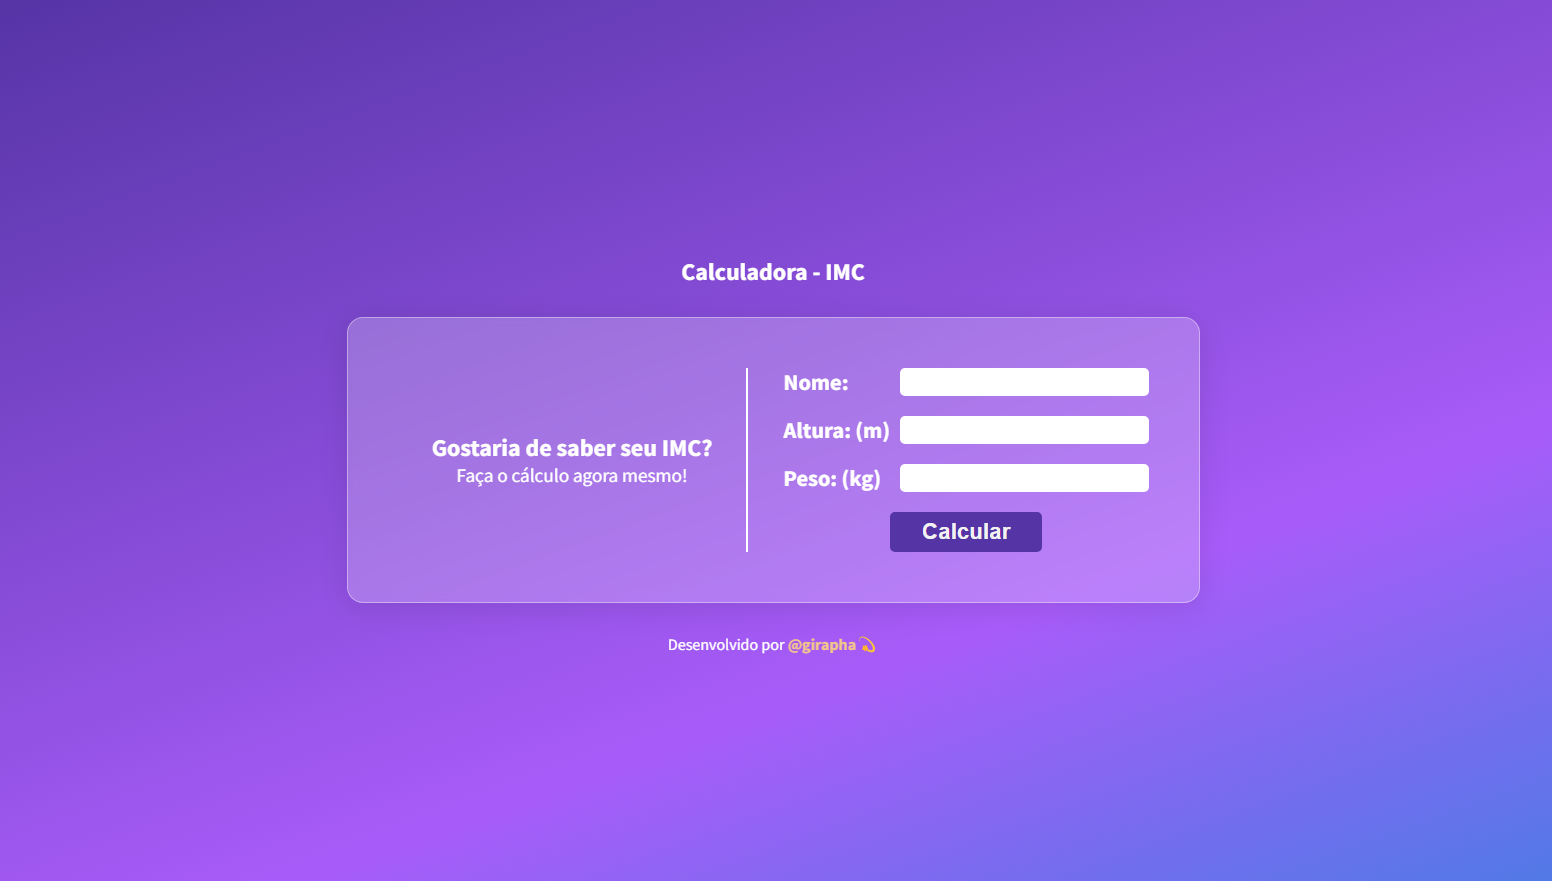 Calculadora - IMC
Gostaria de saber seu IMC?
Faça o cálculo agora mesmo!
Nome:
Altura: (m)
Peso: (kg)
Calcular
Desenvolvido por @girapha 💫